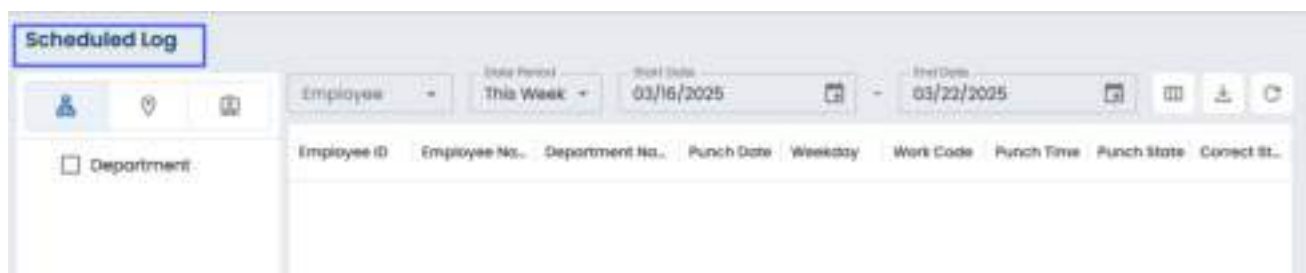 Scheduled Log
Employee
Date Period
This Week
Start Date
03/16/2025
-
End Date
03/22/2025
Department
Employee ID Employee Na... Department Na... Punch Date Weekday Work Code Punch Time Punch State Correct St...